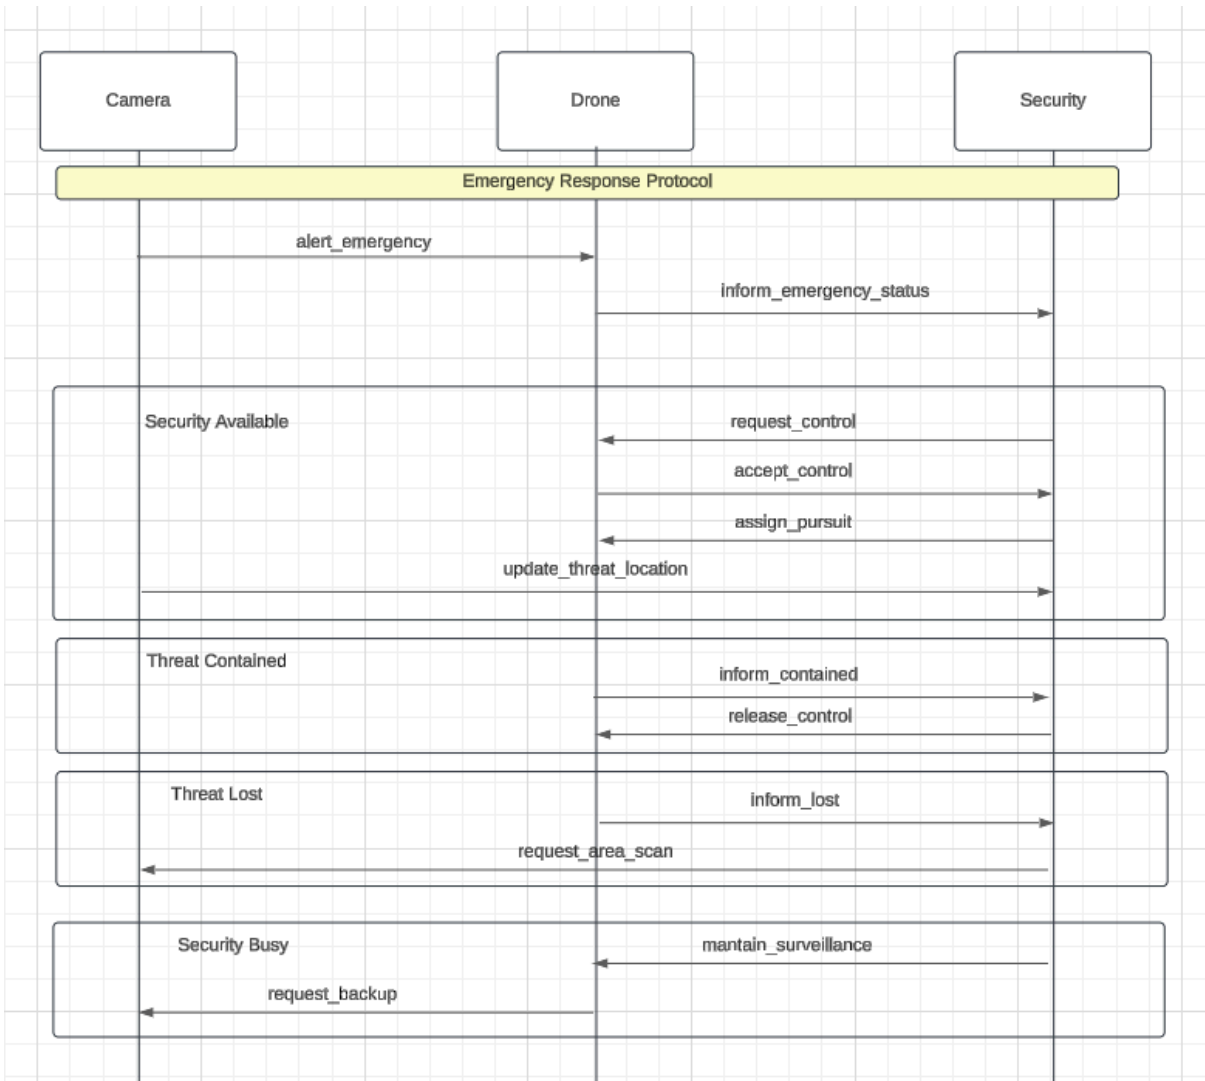 Camera
Drone
Security
Emergency Response Protocol
alert_emergency
inform_emergency_status
Security Available
request_control
accept_control
assign_pursuit
update_threat_location
Threat Contained
inform_contained
release_control
Threat Lost
inform_lost
request_area_scan
Security Busy
mantain_surveillance
request_backup